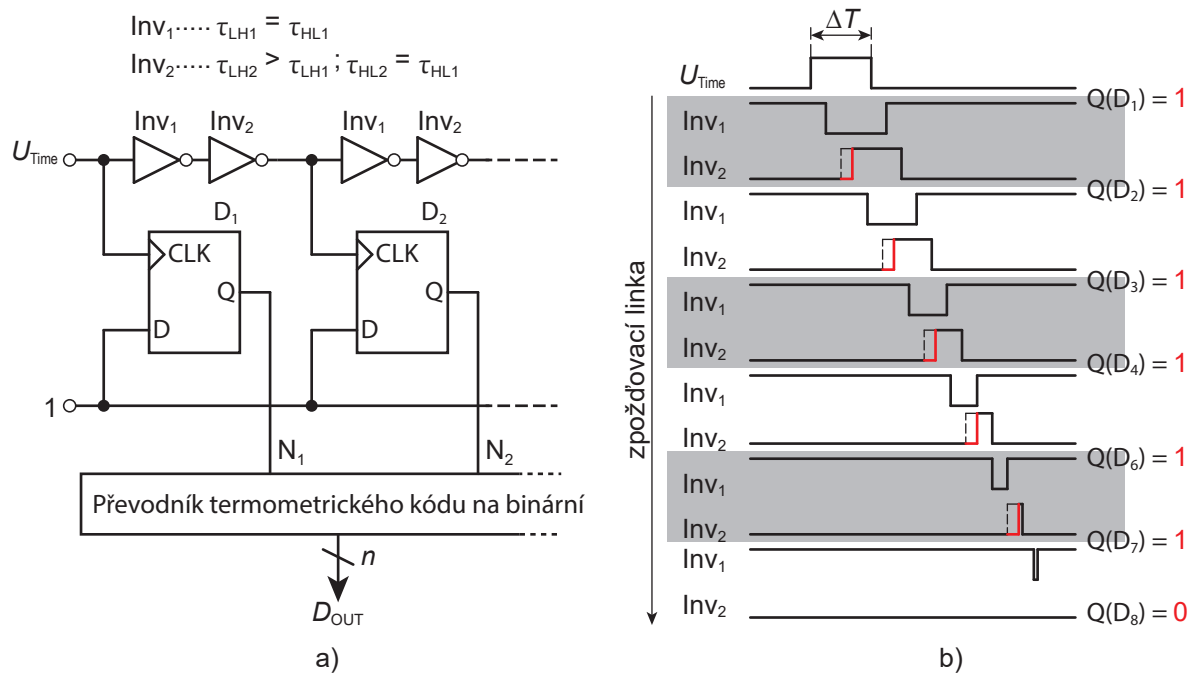 Inv₁..... τLH1 = τHL1
Inv₂..... τLH2 > τLH1 ; τHL2 = τHL1
Inv₁ Inv₂ Inv₁ Inv₂
UTime
D₁ D₂
CLK CLK
Q Q
D D
1
N₁ N₂
Převodník termometrického kódu na binární
n
DOUT
a)
ΔT
UTime
Q(D₁) = 1
Inv₁
Inv₂
Q(D₂) = 1
Inv₁
Inv₂
Q(D₃) = 1
Inv₁
Inv₂
Q(D₄) = 1
Inv₁
Inv₂
Q(D₆) = 1
Inv₁
Inv₂
Q(D₇) = 1
Inv₁
Inv₂
Q(D₈) = 0
zpožďovací linka
b)